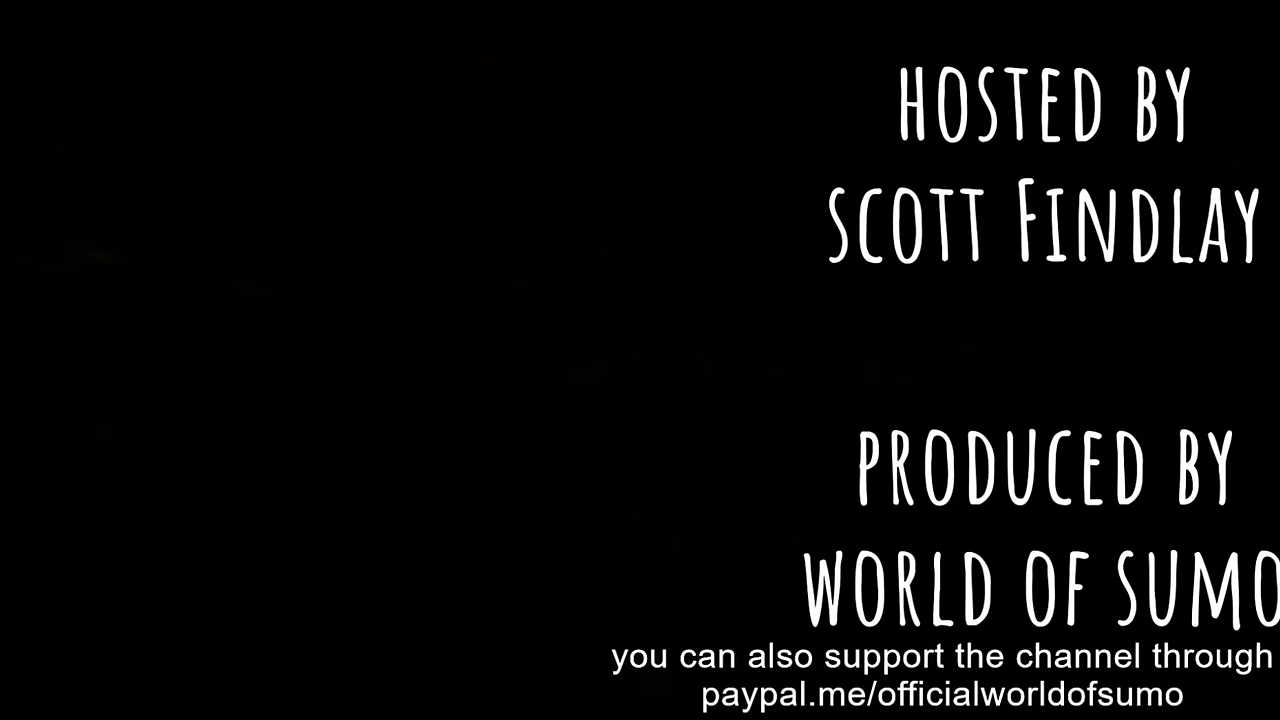 HOSTED BY
SCOTT FINDLAY
PRODUCED BY
WORLD OF SUMO
you can also support the channel through
paypal.me/officialworldofsumo